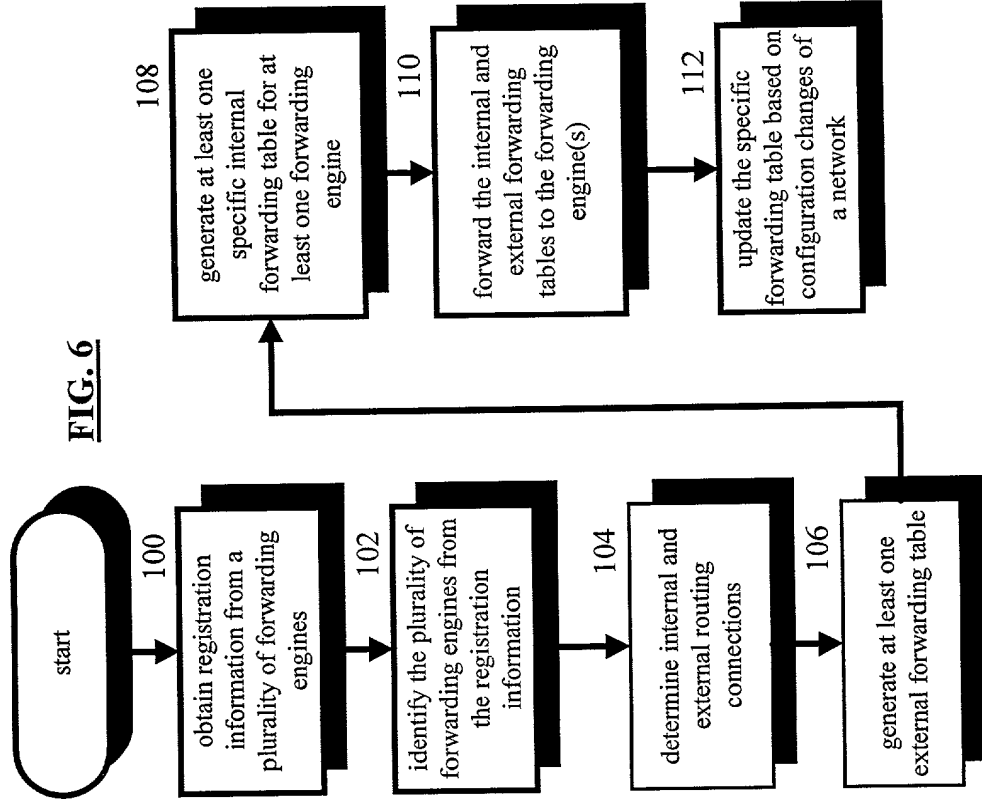 FIG. 6
start
100
obtain registration
information from a
plurality of forwarding
engines
102
identify the plurality of
forwarding engines from
the registration
information
104
determine internal and
external routing
connections
106
generate at least one
external forwarding table
108
generate at least one
specific internal
forwarding table for at
least one forwarding
engine
110
forward the internal and
external forwarding
tables to the forwarding
engine(s)
112
update the specific
forwarding table based on
configuration changes of
a network